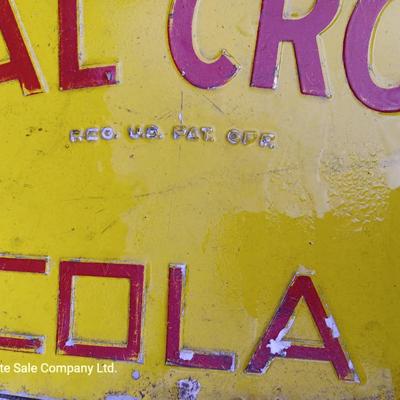 AL CRO
REG. U.S. PAT. OFF.
COLA
te Sale Company Ltd.